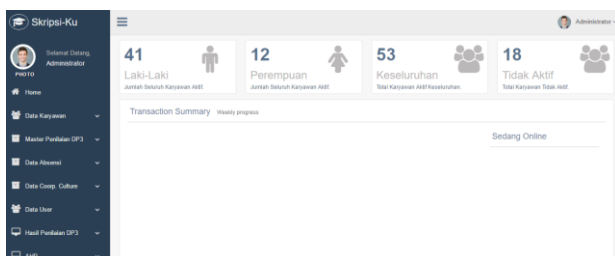 Skripsi-Ku
Administrator
Selamat Datang,
Administrator
PHOTO
Home
Data Karyawan
Master Penilaian DP3
Data Absensi
Data Coorp. Culture
Data User
Hasil Penilaian DP3
AHP
41
Laki-Laki
Jumlah Seluruh Karyawan Aktif.
12
Perempuan
Jumlah Seluruh Karyawan Aktif.
53
Keseluruhan
Total Karyawan Aktif Keseluruhan.
18
Tidak Aktif
Total Karyawan Tidak Aktif.
Transaction Summary Weekly progress
Sedang Online